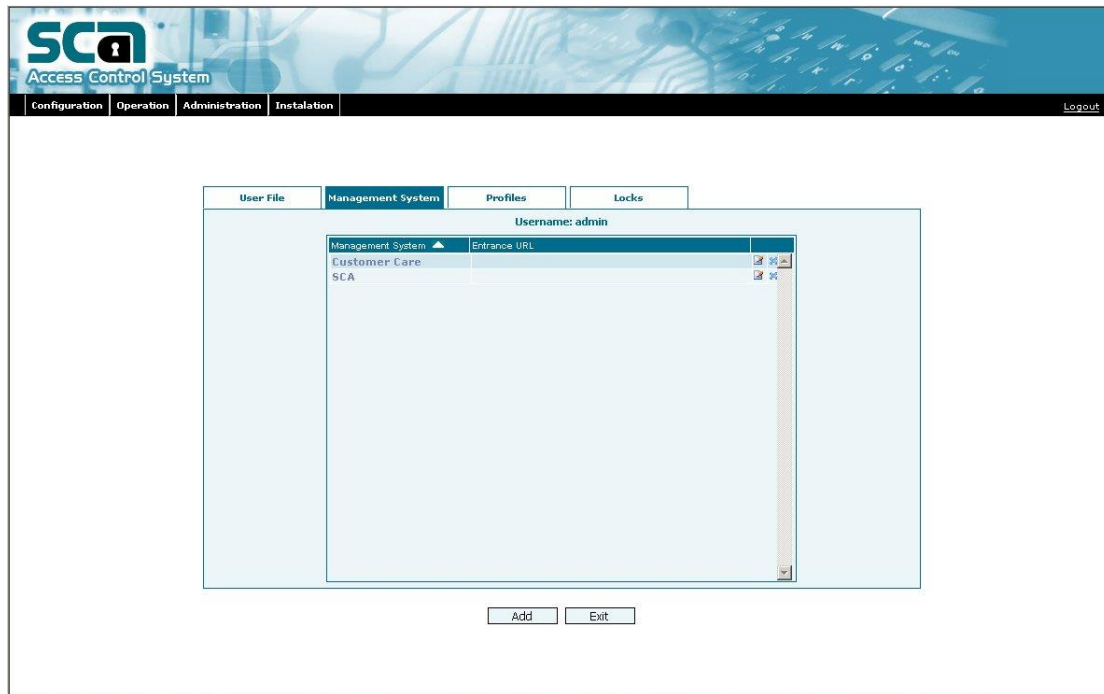 SCA
Access Control System
Configuration Operation Administration Instalation Logout
User File Management System Profiles Locks
Username: admin
Management System Entrance URL
Customer Care
SCA
Add Exit